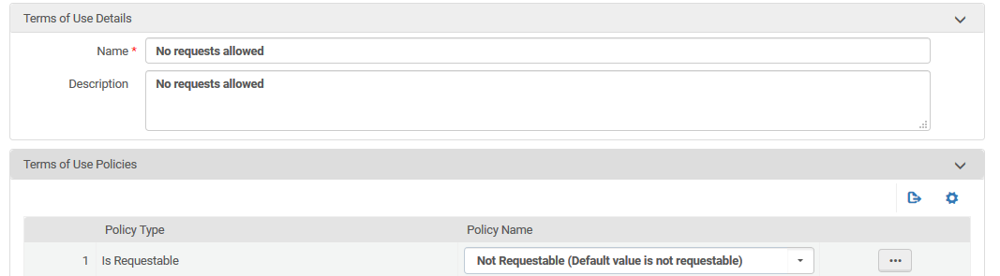 Terms of Use Details
Name * No requests allowed
Description No requests allowed
Terms of Use Policies
Policy Type Policy Name
1 Is Requestable Not Requestable (Default value is not requestable) ...